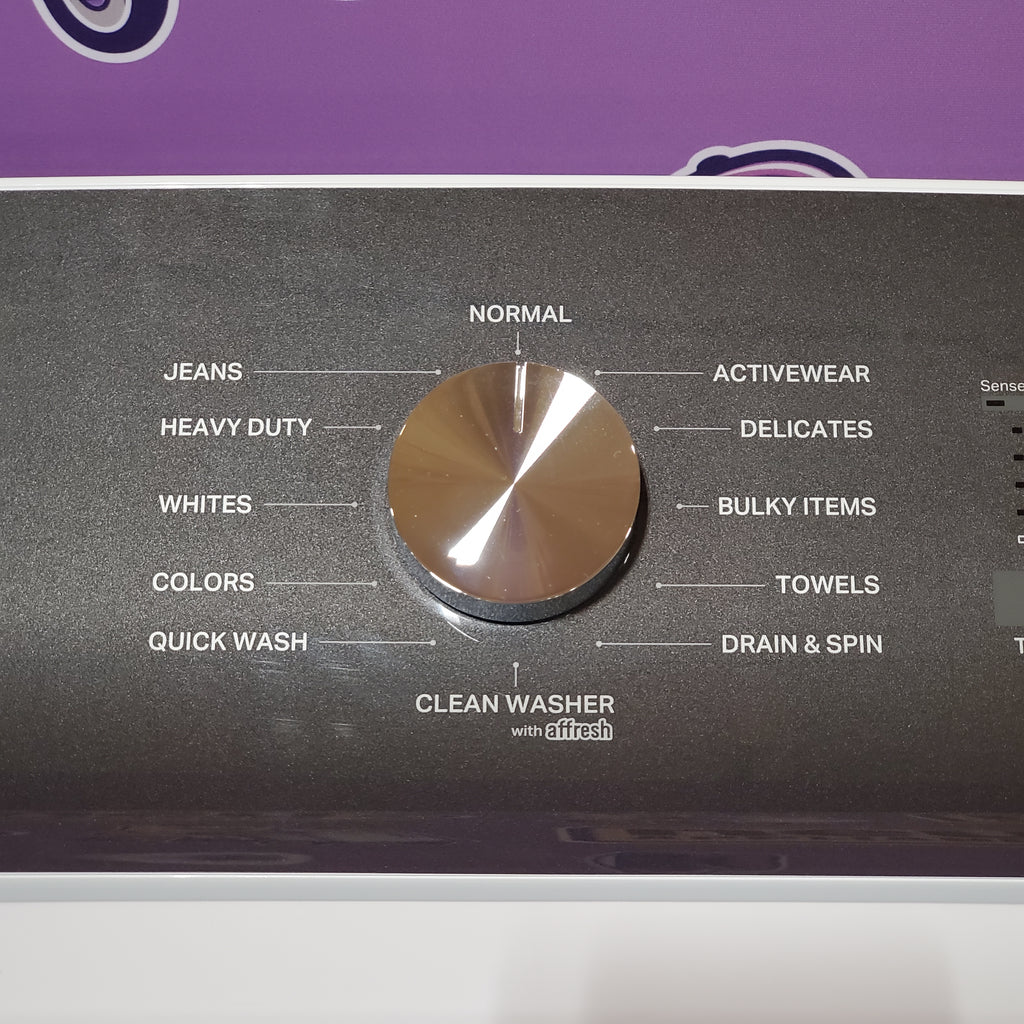 NORMAL
JEANS
ACTIVEWEAR
Sense
HEAVY DUTY
DELICATES
WHITES
BULKY ITEMS
COLORS
TOWELS
QUICK WASH
DRAIN & SPIN
T
CLEAN WASHER
with affresh